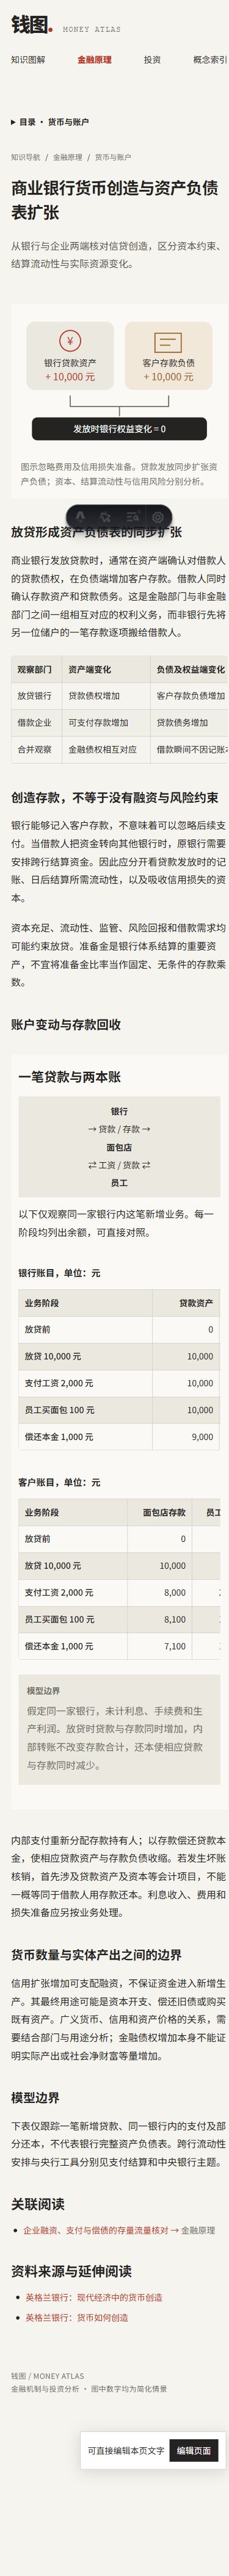 钱图. MONEY ATLAS
知识图解 金融原理 投资 概念索引
▸ 目录 · 货币与账户
知识导航 / 金融原理 / 货币与账户
商业银行货币创造与资产负债
表扩张
从银行与企业两端核对信贷创造，区分资本约束、
结算流动性与实际资源变化。
¥
银行贷款资产
+ 10,000 元
客户存款负债
+ 10,000 元
发放时银行权益变化 = 0
图示忽略费用及信用损失准备。贷款发放同步扩张资
产负债；资本、结算流动性与信用风险分别分析。
放贷形成资产负债表的同步扩张
商业银行发放贷款时，通常在资产端确认对借款人
的贷款债权，在负债端增加客户存款。借款人同时
确认存款资产和贷款债务。这是金融部门与非金融
部门之间一组相互对应的权利义务，而非银行先将
另一位储户的一笔存款逐项搬给借款人。
观察部门 资产端变化 负债及权益端变化
放贷银行 贷款债权增加 客户存款负债增加
借款企业 可支配存款增加 贷款债务增加
合并观察 金融债权相互对应 借款瞬间不因记账
创造存款，不等于没有融资与风险约束
银行能够记入客户存款，不意味着可以忽略后续支
付。当借款人把资金转向其他银行时，原银行需要
安排跨行结算资金。因此应分开看贷款发放时的记
账、日后结算所需流动性，以及吸收信用损失的资
本。
资本充足、流动性、监管、风险回报和借款需求均
可能约束放贷。准备金是银行体系结算的重要资
产，不宜将准备金比率当作固定、无条件的存款乘
数。
账户变动与存款回收
一笔贷款与两本账
银行
→ 贷款 / 存款 →
面包店
⇄ 工资 / 货款 ⇄
员工
以下仅观察同一家银行内这笔新增业务。每一
阶段均列出余额，可直接对照。
银行账目，单位：元
业务阶段 贷款资产
放贷前 0
放贷 10,000 元 10,000
支付工资 2,000 元 10,000
员工买面包 100 元 10,000
偿还本金 1,000 元 9,000
客户账目，单位：元
业务阶段 面包店存款 员工
放贷前 0
放贷 10,000 元 10,000
支付工资 2,000 元 8,000
员工买面包 100 元 8,100
偿还本金 1,000 元 7,100
模型边界
假定同一家银行，未计利息、手续费和生
产利润。放贷时贷款与存款同时增加，内
部转账不改变存款合计，还本使相应贷款
与存款同时减少。
内部支付重新分配存款持有人；以存款偿还贷款本
金，使相应贷款资产与存款负债收缩。若发生坏账
核销，首先涉及贷款资产及资本等会计项目，不能
一概等同于借款人用存款还本。利息收入、费用和
损失准备应另按业务处理。
货币数量与实体产出之间的边界
信用扩张增加可支配融资，不保证资金进入新增生
产。其最终用途可能是资本开支、偿还旧债或购买
既有资产。广义货币、信用和资产价格的关系，需
要结合部门与用途分析；金融债权增加本身不能证
明实际产出或社会净财富等量增加。
模型边界
下表仅跟踪一笔新增贷款、同一银行内的支付及部
分还本，不代表银行完整资产负债表。跨行流动性
安排与央行工具分别见支付结算和中央银行主题。
关联阅读
• 企业融资、支付与偿债的存量流量核对 → 金融原理
资料来源与延伸阅读
• 英格兰银行：现代经济中的货币创造
• 英格兰银行：货币如何创造
钱图 / MONEY ATLAS
金融机制与投资分析 · 图中数字均为简化情景
可直接编辑本页文字 编辑页面